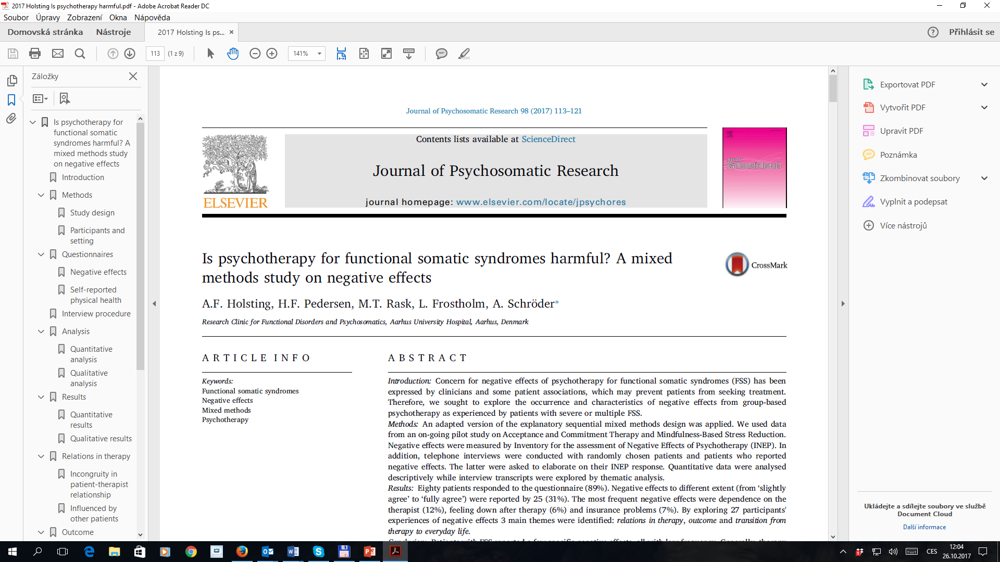 2017 Holsting Is psychotherapy harmful.pdf - Adobe Acrobat Reader DC
Soubor Úpravy Zobrazení Okna Nápověda
Domovská stránka Nástroje 2017 Holsting Is ps... × Přihlásit se
113 (1 z 9) 141%
Záložky
Is psychotherapy for
functional somatic
syndromes harmful? A
mixed methods study
on negative effects
Introduction
Methods
Study design
Participants and
setting
Questionnaires
Negative effects
Self-reported
physical health
Interview procedure
Analysis
Quantitative
analysis
Qualitative
analysis
Results
Quantitative
results
Qualitative results
Relations in therapy
Incongruity in
patient-therapist
relationship
Influenced by
other patients
Outcome
Journal of Psychosomatic Research 98 (2017) 113–121
Contents lists available at ScienceDirect
Journal of Psychosomatic Research
journal homepage: www.elsevier.com/locate/jpsychores
ELSEVIER
Journal of
Psychosomatic Research
Is psychotherapy for functional somatic syndromes harmful? A mixed
methods study on negative effects
CrossMark
A.F. Holsting, H.F. Pedersen, M.T. Rask, L. Frostholm, A. Schröder*
Research Clinic for Functional Disorders and Psychosomatics, Aarhus University Hospital, Aarhus, Denmark
ARTICLE INFO
Keywords:
Functional somatic syndromes
Negative effects
Mixed methods
Psychotherapy
ABSTRACT
Introduction: Concern for negative effects of psychotherapy for functional somatic syndromes (FSS) has been
expressed by clinicians and some patient associations, which may prevent patients from seeking treatment.
Therefore, we sought to explore the occurrence and characteristics of negative effects from group-based
psychotherapy as experienced by patients with severe or multiple FSS.
Methods: An adapted version of the explanatory sequential mixed methods design was applied. We used data
from an on-going pilot study on Acceptance and Commitment Therapy and Mindfulness-Based Stress Reduction.
Negative effects were measured by Inventory for the assessment of Negative Effects of Psychotherapy (INEP). In
addition, telephone interviews were conducted with randomly chosen patients and patients who reported
negative effects. The latter were asked to elaborate on their INEP response. Quantitative data were analysed
descriptively while interview transcripts were explored by thematic analysis.
Results: Eighty patients responded to the questionnaire (89%). Negative effects to different extent (from ‘slightly
agree’ to ‘fully agree’) were reported by 25 (31%). The most frequent negative effects were dependence on the
therapist (12%), feeling down after therapy (6%) and insurance problems (7%). By exploring 27 participants'
experiences of negative effects 3 main themes were identified: relations in therapy, outcome and transition from
therapy to everyday life.
Exportovat PDF
Vytvořit PDF
Upravit PDF
Poznámka
Zkombinovat soubory
Vyplnit a podepsat
Více nástrojů
Ukládejte a sdílejte soubory ve službě
Document Cloud
Další informace
CES
12:04
26.10.2017